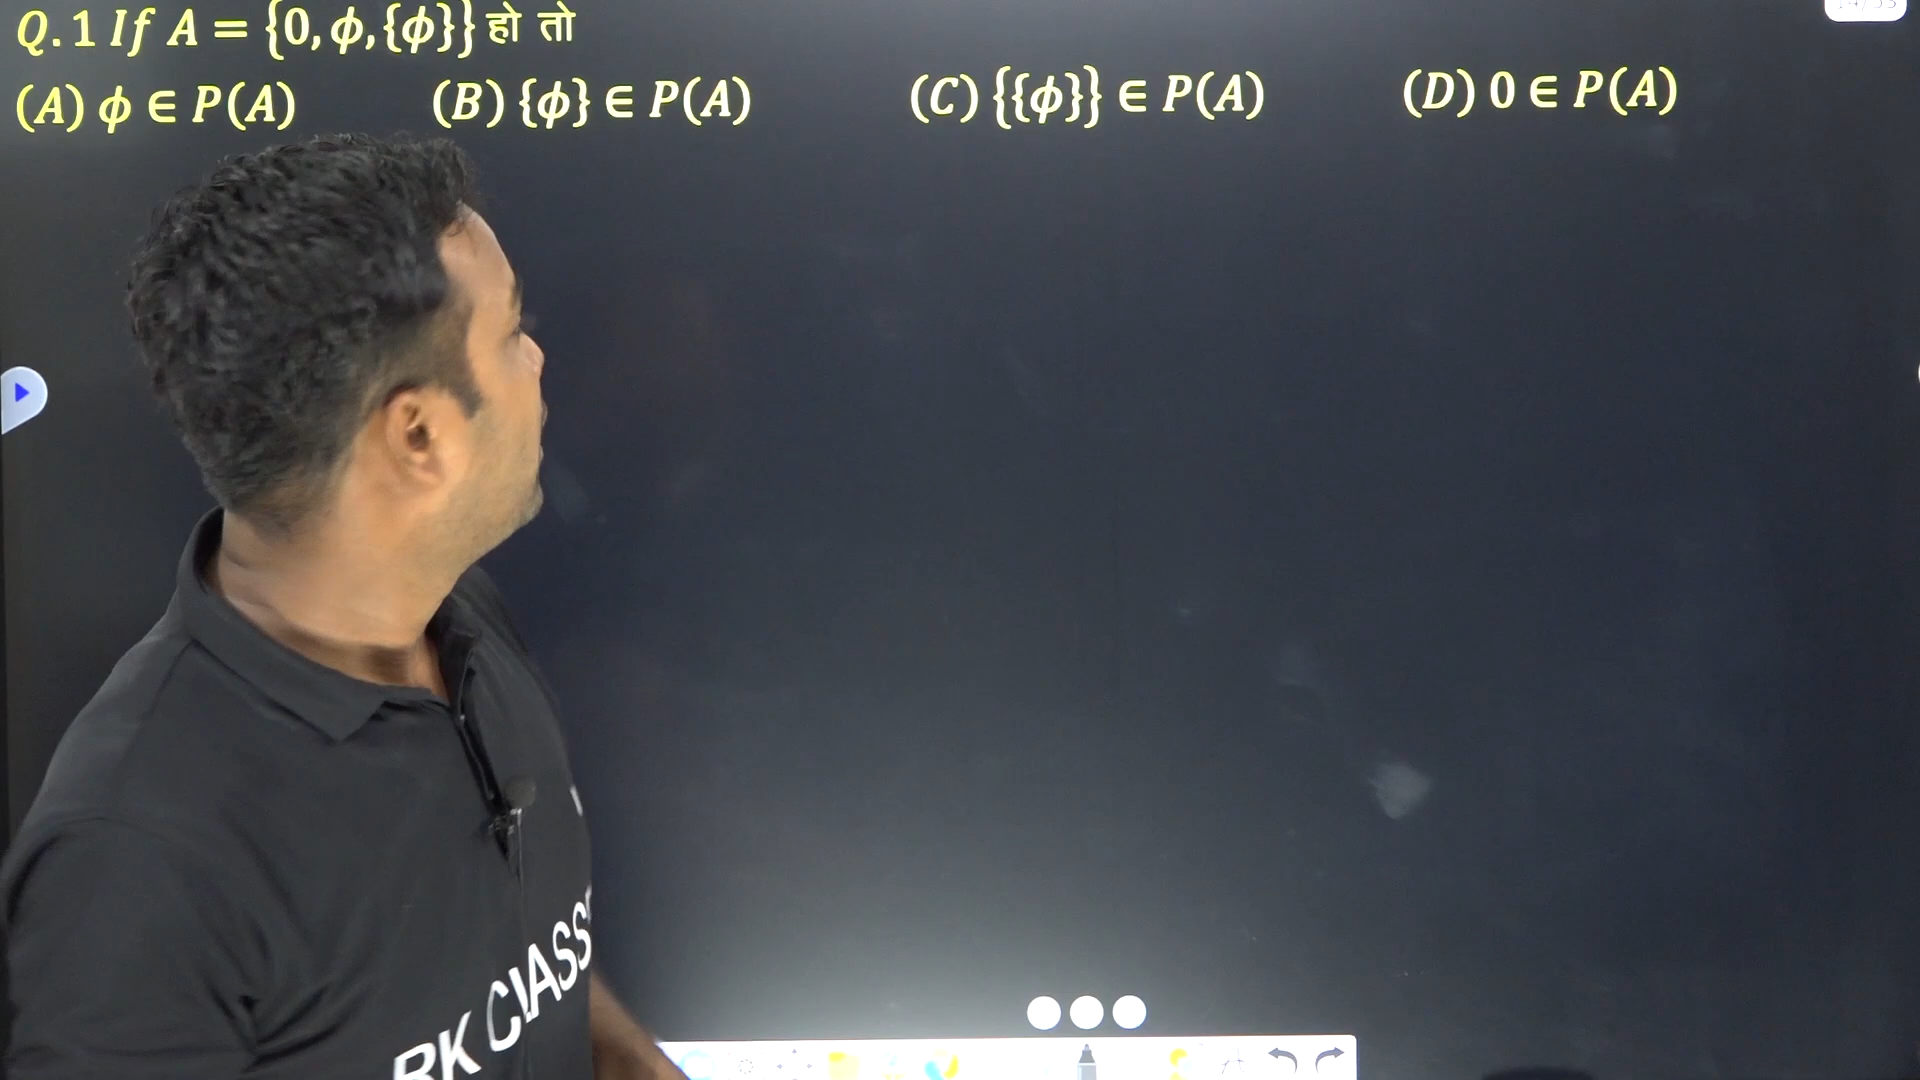 Q. 1 If A = {0, ϕ, {ϕ}} हो तो
(A) ϕ ∈ P(A) (B) {ϕ} ∈ P(A) (C) {{ϕ}} ∈ P(A) (D) 0 ∈ P(A)
RK CLASS